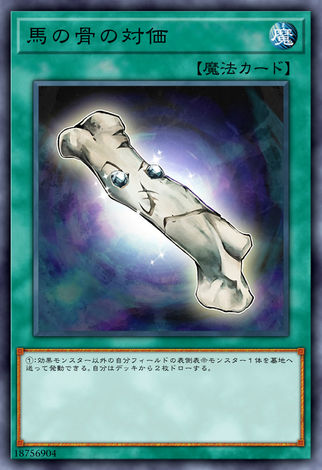 馬の骨の対価
魔
【魔法カード】
①:効果モンスター以外の自分フィールドの表側表示モンスター１体を墓地へ
送って発動できる。自分はデッキから２枚ドローする。
18756904